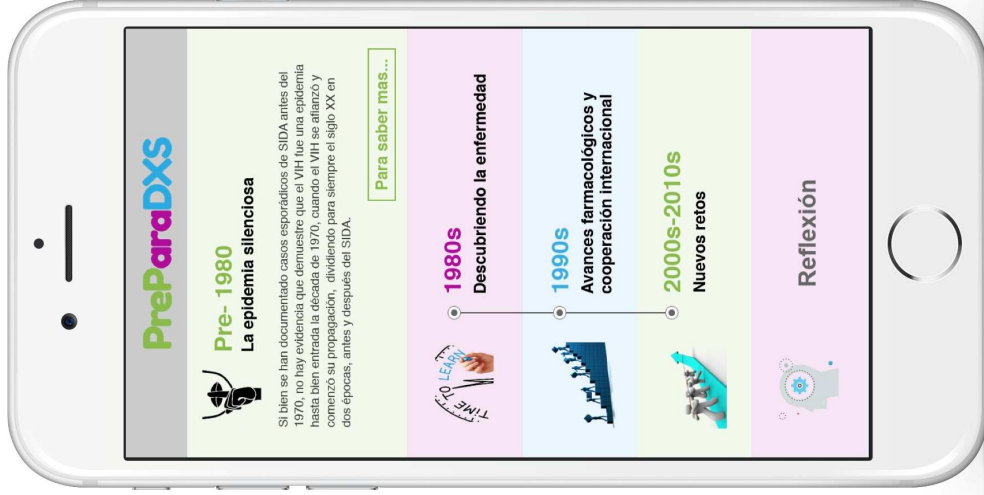 PreParaDXS
Pre- 1980
La epidemia silenciosa
Si bien se han documentado casos esporádicos de SIDA antes del
1970, no hay evidencia que demuestre que el VIH fue una epidemia
hasta bien entrada la década de 1970, cuando el VIH se afianzó y
comenzó su propagación, dividiendo para siempre el siglo XX en
dos épocas, antes y después del SIDA.
Para saber mas...
TIME TO LEARN
1980s
Descubriendo la enfermedad
1990s
Avances farmacológicos y
cooperación internacional
2000s-2010s
Nuevos retos
Reflexión